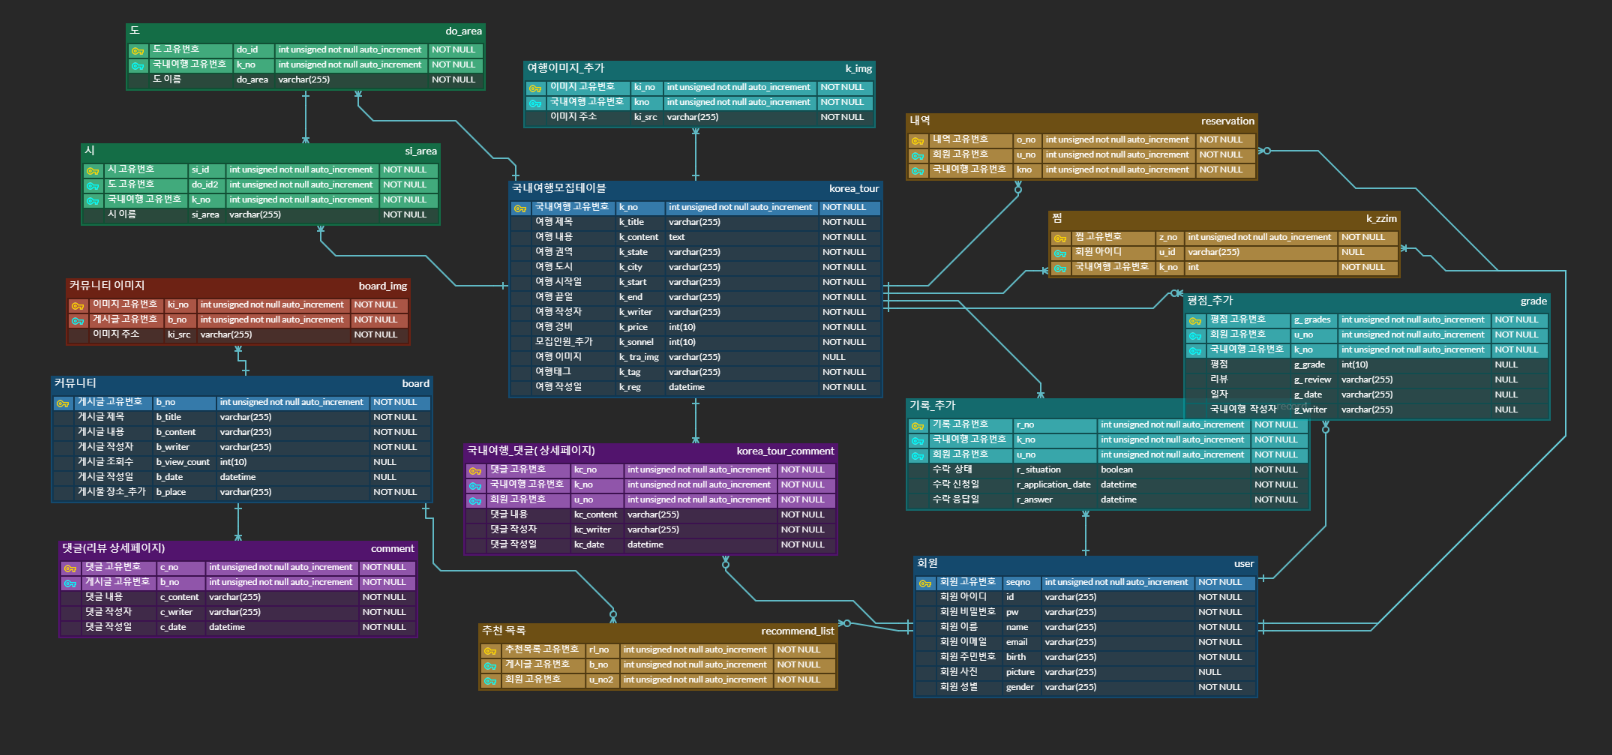 도 do_area
도 고유번호 do_id int unsigned not null auto_increment NOT NULL
국내여행 고유번호 k_no int unsigned not null auto_increment NOT NULL
도 이름 do_area varchar(255) NOT NULL
시 si_area
시 고유번호 si_id int unsigned not null auto_increment NOT NULL
도 고유번호 do_id2 int unsigned not null auto_increment NOT NULL
국내여행 고유번호 k_no int unsigned not null auto_increment NOT NULL
시 이름 si_area varchar(255) NOT NULL
커뮤니티 이미지 board_img
이미지 고유번호 ki_no int unsigned not null auto_increment NOT NULL
게시글 고유번호 b_no int unsigned not null auto_increment NOT NULL
이미지 주소 ki_src varchar(255) NOT NULL
커뮤니티 board
게시글 고유번호 b_no int unsigned not null auto_increment NOT NULL
게시글 제목 b_title varchar(255) NOT NULL
게시글 내용 b_content varchar(255) NOT NULL
게시글 작성자 b_writer varchar(255) NOT NULL
게시글 조회수 b_view_count int(10) NULL
게시글 작성일 b_date datetime NULL
게시물 장소_추가 b_place varchar(255) NOT NULL
댓글(리뷰 상세페이지) comment
댓글 고유번호 c_no int unsigned not null auto_increment NOT NULL
게시글 고유번호 b_no int unsigned not null auto_increment NOT NULL
댓글 내용 c_content varchar(255) NOT NULL
댓글 작성자 c_writer varchar(255) NOT NULL
댓글 작성일 c_date datetime NOT NULL
여행이미지_추가 k_img
이미지 고유번호 ki_no int unsigned not null auto_increment NOT NULL
국내여행 고유번호 kno int unsigned not null auto_increment NOT NULL
이미지 주소 ki_src varchar(255) NOT NULL
국내여행모집테이블 korea_tour
국내여행 고유번호 k_no int unsigned not null auto_increment NOT NULL
여행 제목 k_title varchar(255) NOT NULL
여행 내용 k_content text NOT NULL
여행 권역 k_state varchar(255) NOT NULL
여행 도시 k_city varchar(255) NOT NULL
여행 시작일 k_start varchar(255) NOT NULL
여행 끝일 k_end varchar(255) NOT NULL
여행 작성자 k_writer varchar(255) NOT NULL
여행 경비 k_price int(10) NOT NULL
모집인원_추가 k_sonnel int(10) NOT NULL
여행 이미지 k_tra_img varchar(255) NULL
여행태그 k_tag varchar(255) NOT NULL
여행 작성일 k_reg datetime NOT NULL
국내여행_댓글( 상세페이지) korea_tour_comment
댓글 고유번호 kc_no int unsigned not null auto_increment NOT NULL
국내여행 고유번호 k_no int unsigned not null auto_increment NOT NULL
회원 고유번호 u_no int unsigned not null auto_increment NOT NULL
댓글 내용 kc_content varchar(255) NOT NULL
댓글 작성자 kc_writer varchar(255) NOT NULL
댓글 작성일 kc_date datetime NOT NULL
추천 목록 recommend_list
추천목록 고유번호 rl_no int unsigned not null auto_increment NOT NULL
게시글 고유번호 b_no int unsigned not null auto_increment NOT NULL
회원 고유번호 u_no2 int unsigned not null auto_increment NOT NULL
내역 reservation
내역 고유번호 o_no int unsigned not null auto_increment NOT NULL
회원 고유번호 u_no int unsigned not null auto_increment NOT NULL
국내여행 고유번호 kno int unsigned not null auto_increment NOT NULL
찜 k_zzim
찜 고유번호 z_no int unsigned not null auto_increment NOT NULL
회원 아이디 u_id varchar(255) NULL
국내여행 고유번호 k_no int NOT NULL
평점_추가 grade
평점 고유번호 g_grades int unsigned not null auto_increment NOT NULL
회원 고유번호 u_no int unsigned not null auto_increment NOT NULL
국내여행 고유번호 k_no int unsigned not null auto_increment NOT NULL
평점 g_grade int(10) NULL
리뷰 g_review varchar(255) NULL
일자 g_date varchar(255) NULL
국내여행 작성자 g_writer varchar(255) NULL
기록_추가
기록 고유번호 r_no int unsigned not null auto_increment NOT NULL
국내여행 고유번호 k_no int unsigned not null auto_increment NOT NULL
회원 고유번호 u_no int unsigned not null auto_increment NOT NULL
수락 상태 r_situation boolean NOT NULL
수락 신청일 r_application_date datetime NOT NULL
수락 응답일 r_answer datetime NOT NULL
회원 user
회원 고유번호 seqno int unsigned not null auto_increment NOT NULL
회원 아이디 id varchar(255) NOT NULL
회원 비밀번호 pw varchar(255) NOT NULL
회원 이름 name varchar(255) NOT NULL
회원 이메일 email varchar(255) NOT NULL
회원 주민번호 birth varchar(255) NOT NULL
회원 사진 picture varchar(255) NULL
회원 성별 gender varchar(255) NOT NULL